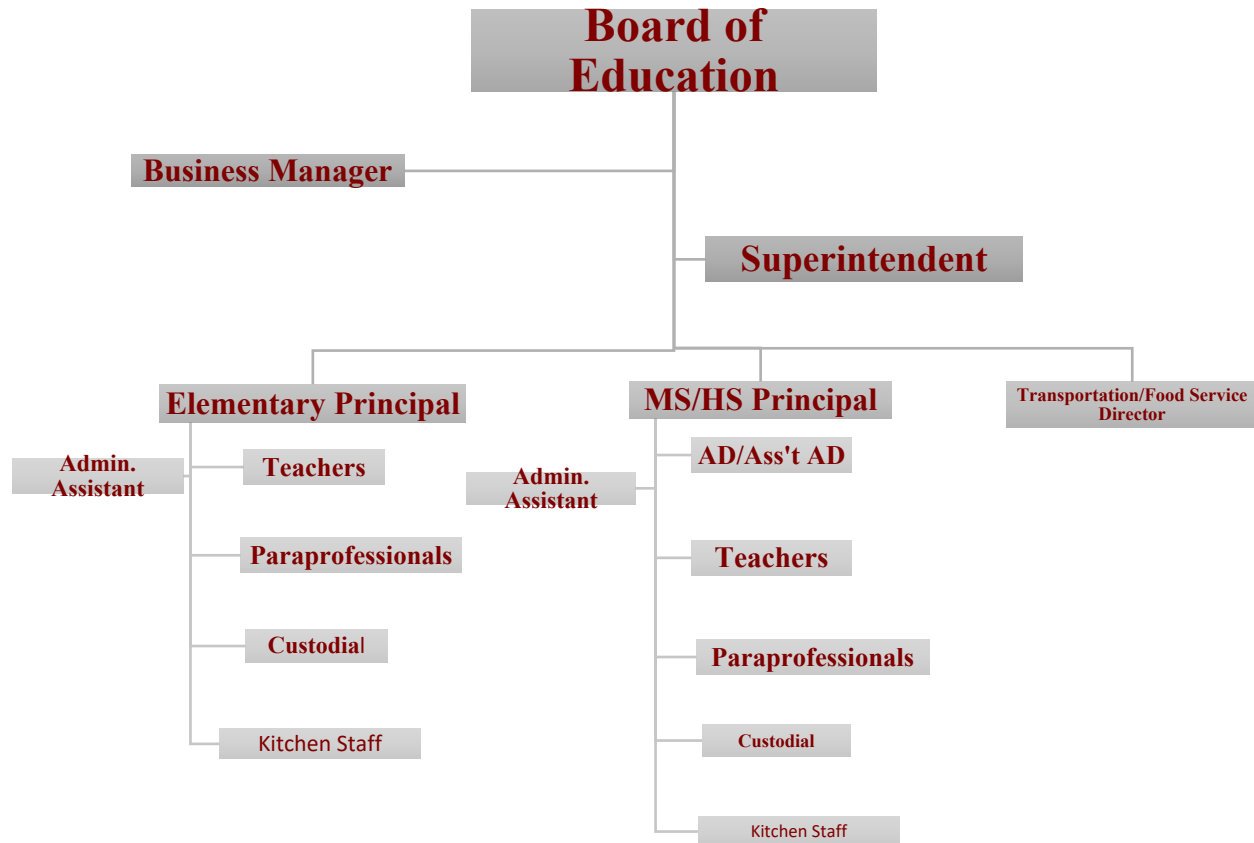 Board of
Education
Business Manager
Superintendent
Elementary Principal
MS/HS Principal
Transportation/Food Service
Director
Admin.
Assistant
Teachers
Paraprofessionals
Custodial
Kitchen Staff
Admin.
Assistant
AD/Ass't AD
Teachers
Paraprofessionals
Custodial
Kitchen Staff